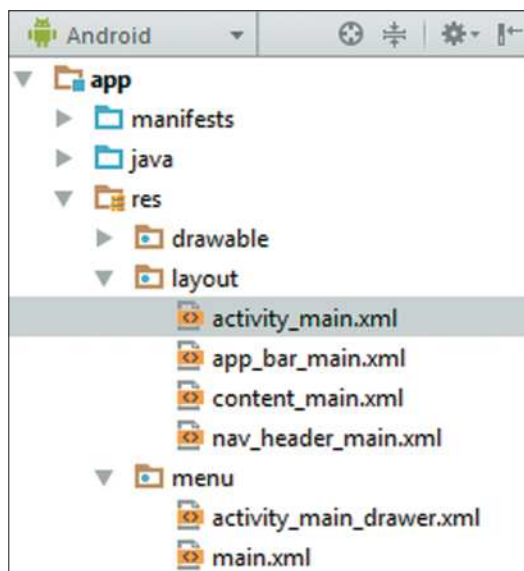 Android
app
manifests
java
res
drawable
layout
activity_main.xml
app_bar_main.xml
content_main.xml
nav_header_main.xml
menu
activity_main_drawer.xml
main.xml